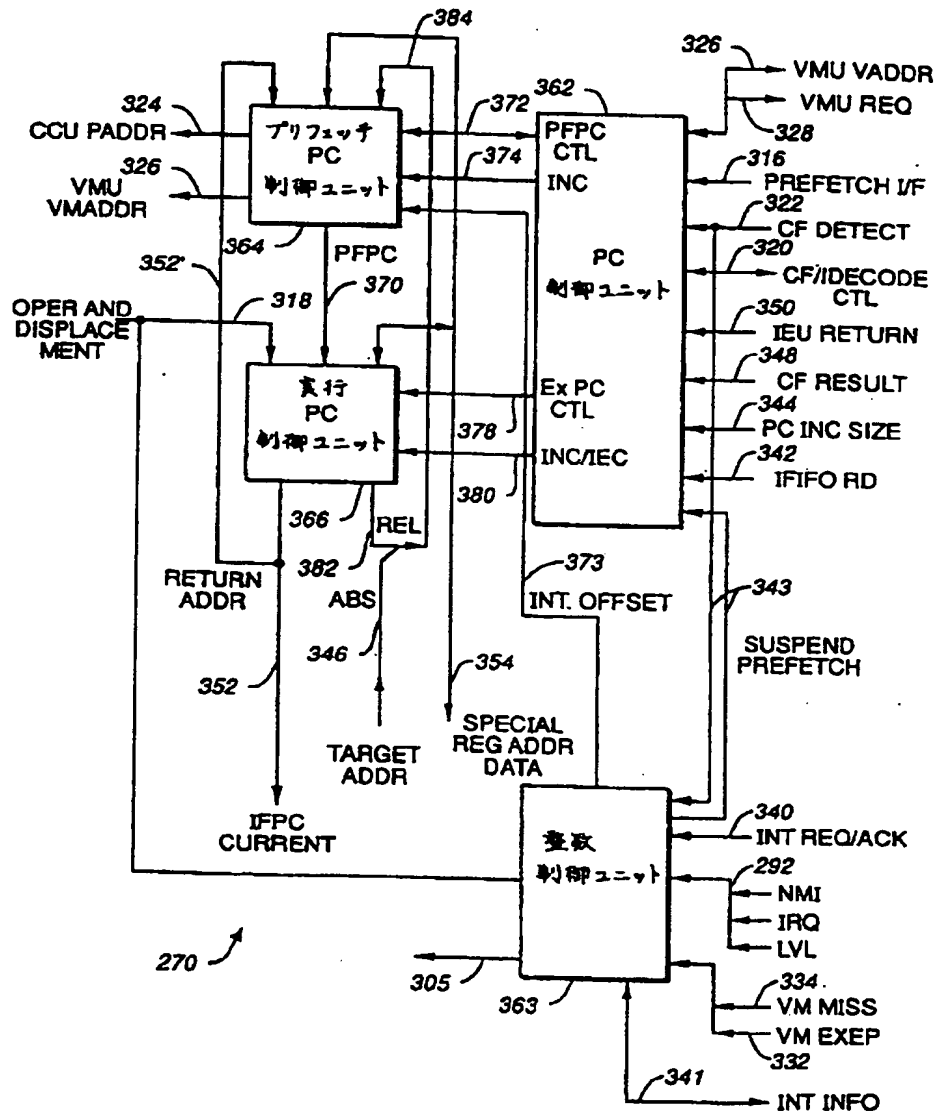 384
326
VMU VADDR
VMU REQ
328
324
CCU PADDR
326
VMU
VMADDR
プリフェッチ
PC
制御ユニット
364
372
374
362
PFPC
CTL
INC
PC
制御ユニット
316
PREFETCH I/F
322
CF DETECT
320
CF/IDECODE
CTL
350
IEU RETURN
348
CF RESULT
344
PC INC SIZE
342
IFIFO RD
352'
PFPC
370
318
OPER AND
DISPLACE
MENT
実行
PC
制御ユニット
366
Ex PC
CTL
378
INC/IEC
380
REL
382
RETURN
ADDR
ABS
346
352
373
INT. OFFSET
343
SUSPEND
PREFETCH
354
TARGET
ADDR
SPECIAL
REG ADDR
DATA
IFPC
CURRENT
整数
制御ユニット
340
INT REQ/ACK
292
NMI
IRQ
LVL
270
305
363
334
VM MISS
VM EXEP
332
341
INT INFO